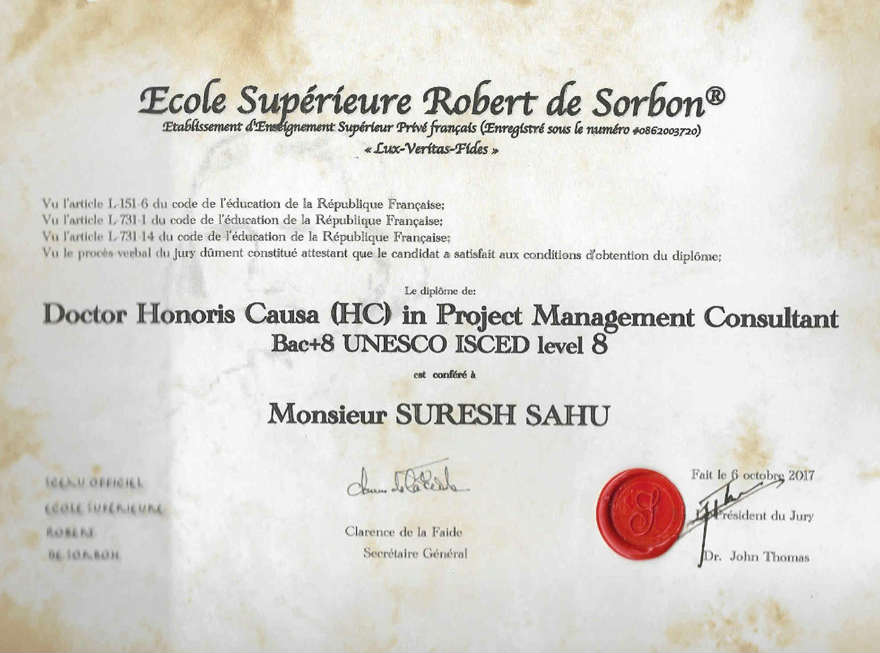 Ecole Supérieure Robert de Sorbon®
Etablissement d'Enseignement Supérieur Privé français (Enregistré sous le numéro 40862003720)
« Lux-Veritas-Fides »
Vu l'article L-151-6 du code de l'éducation de la République Française;
Vu l'article L-731-1 du code de l'éducation de la République Française;
Vu l'article L-731-14 du code de l'éducation de la République Française;
Vu le procès verbal du jury dûment constitué attestant que le candidat a satisfait aux conditions d'obtention du diplôme;
Le diplôme de:
Doctor Honoris Causa (HC) in Project Management Consultant
Bac+8 UNESCO ISCED level 8
est conféré à
Monsieur SURESH SAHU
SCEAU OFFICIEL
ECOLE SUPÉRIEURE
ROBERT
DE SORBON
Clarence de la Faide
Secrétaire Général
S
Fait le 6 octobre 2017
Président du Jury
Dr. John Thomas